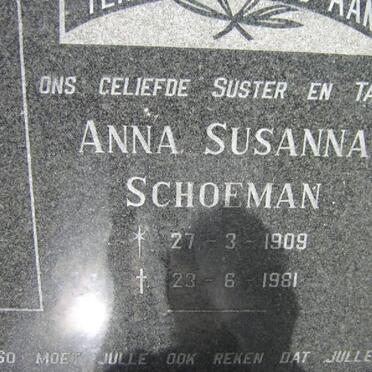 ONS GELIEFDE SUSTER EN
ANNA SUSANNA
SCHOEMAN
* 27 - 3 - 1909
† 23 - 6 - 1981
SO MOET JULLE OOK REKEN DAT JULLE